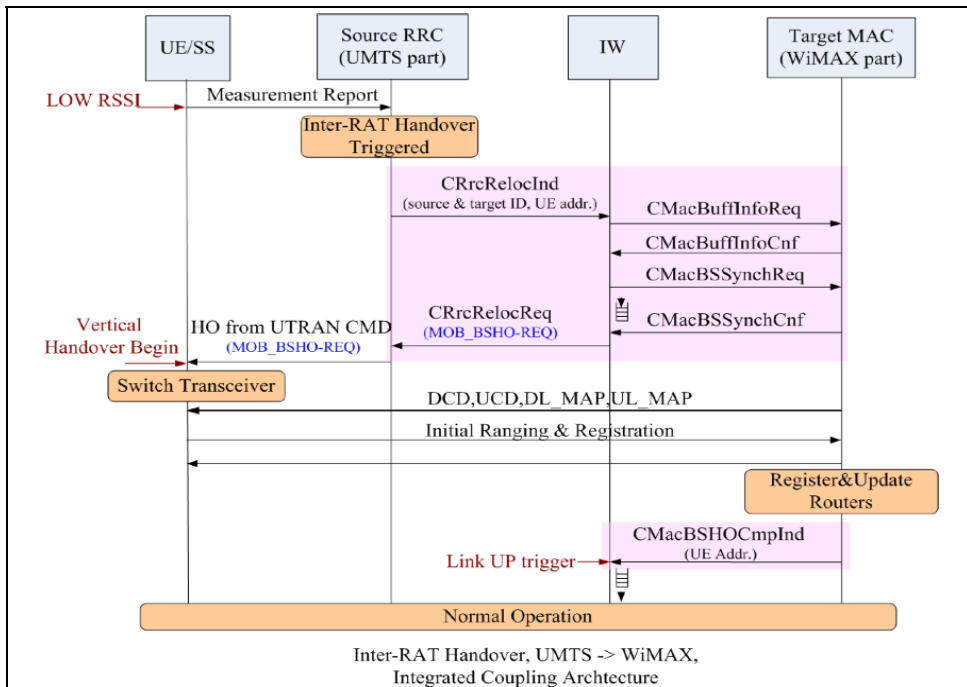 UE/SS
Source RRC
(UMTS part)
IW
Target MAC
(WiMAX part)
LOW RSSI
Measurement Report
Inter-RAT Handover
Triggered
CRrcRelocInd
(source & target ID, UE addr.)
CMacBuffInfoReq
CMacBuffInfoCnf
CMacBSSynchReq
CRrcRelocReq
(MOB_BSHO-REQ)
CMacBSSynchCnf
Vertical
Handover Begin
HO from UTRAN CMD
(MOB_BSHO-REQ)
Switch Transceiver
DCD,UCD,DL_MAP,UL_MAP
Initial Ranging & Registration
Register&Update
Routers
CMacBSHOCmpInd
(UE Addr.)
Link UP trigger
Normal Operation
Inter-RAT Handover, UMTS -> WiMAX,
Integrated Coupling Archtecture